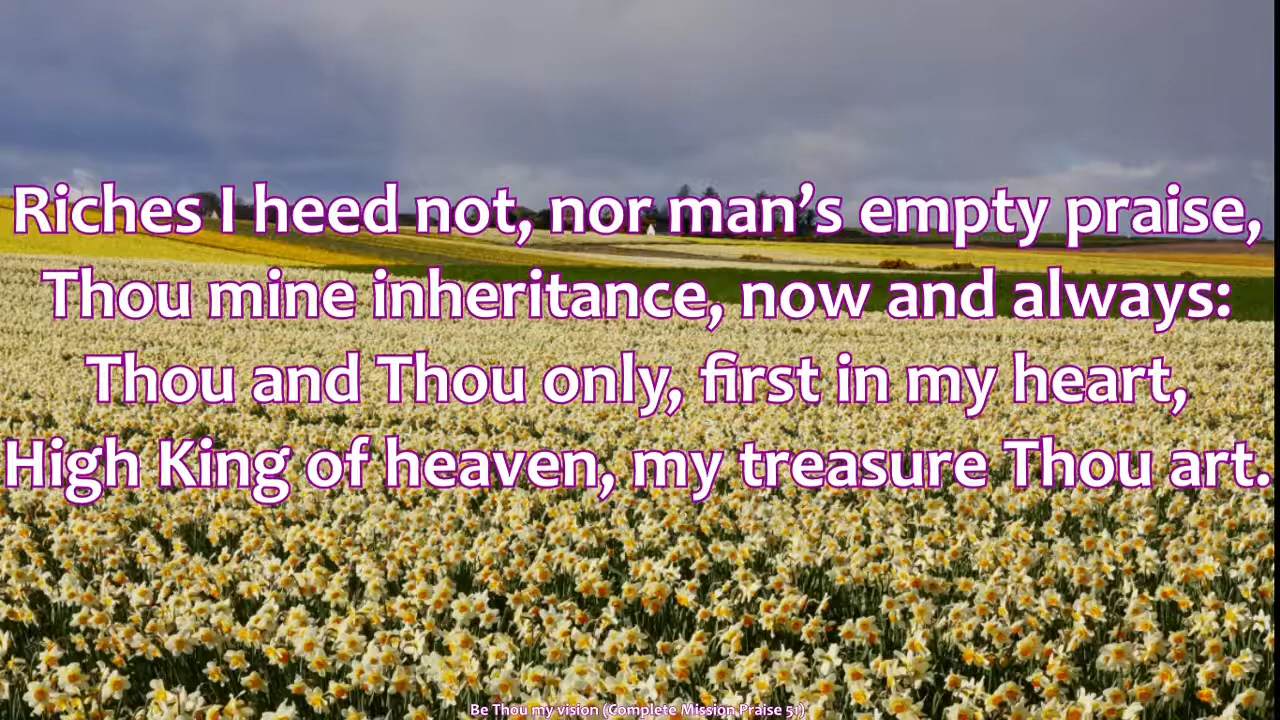 Riches I heed not, nor man’s empty praise,
Thou mine inheritance, now and always:
Thou and Thou only, first in my heart,
High King of heaven, my treasure Thou art.
Be Thou my vision (Complete Mission Praise 51)